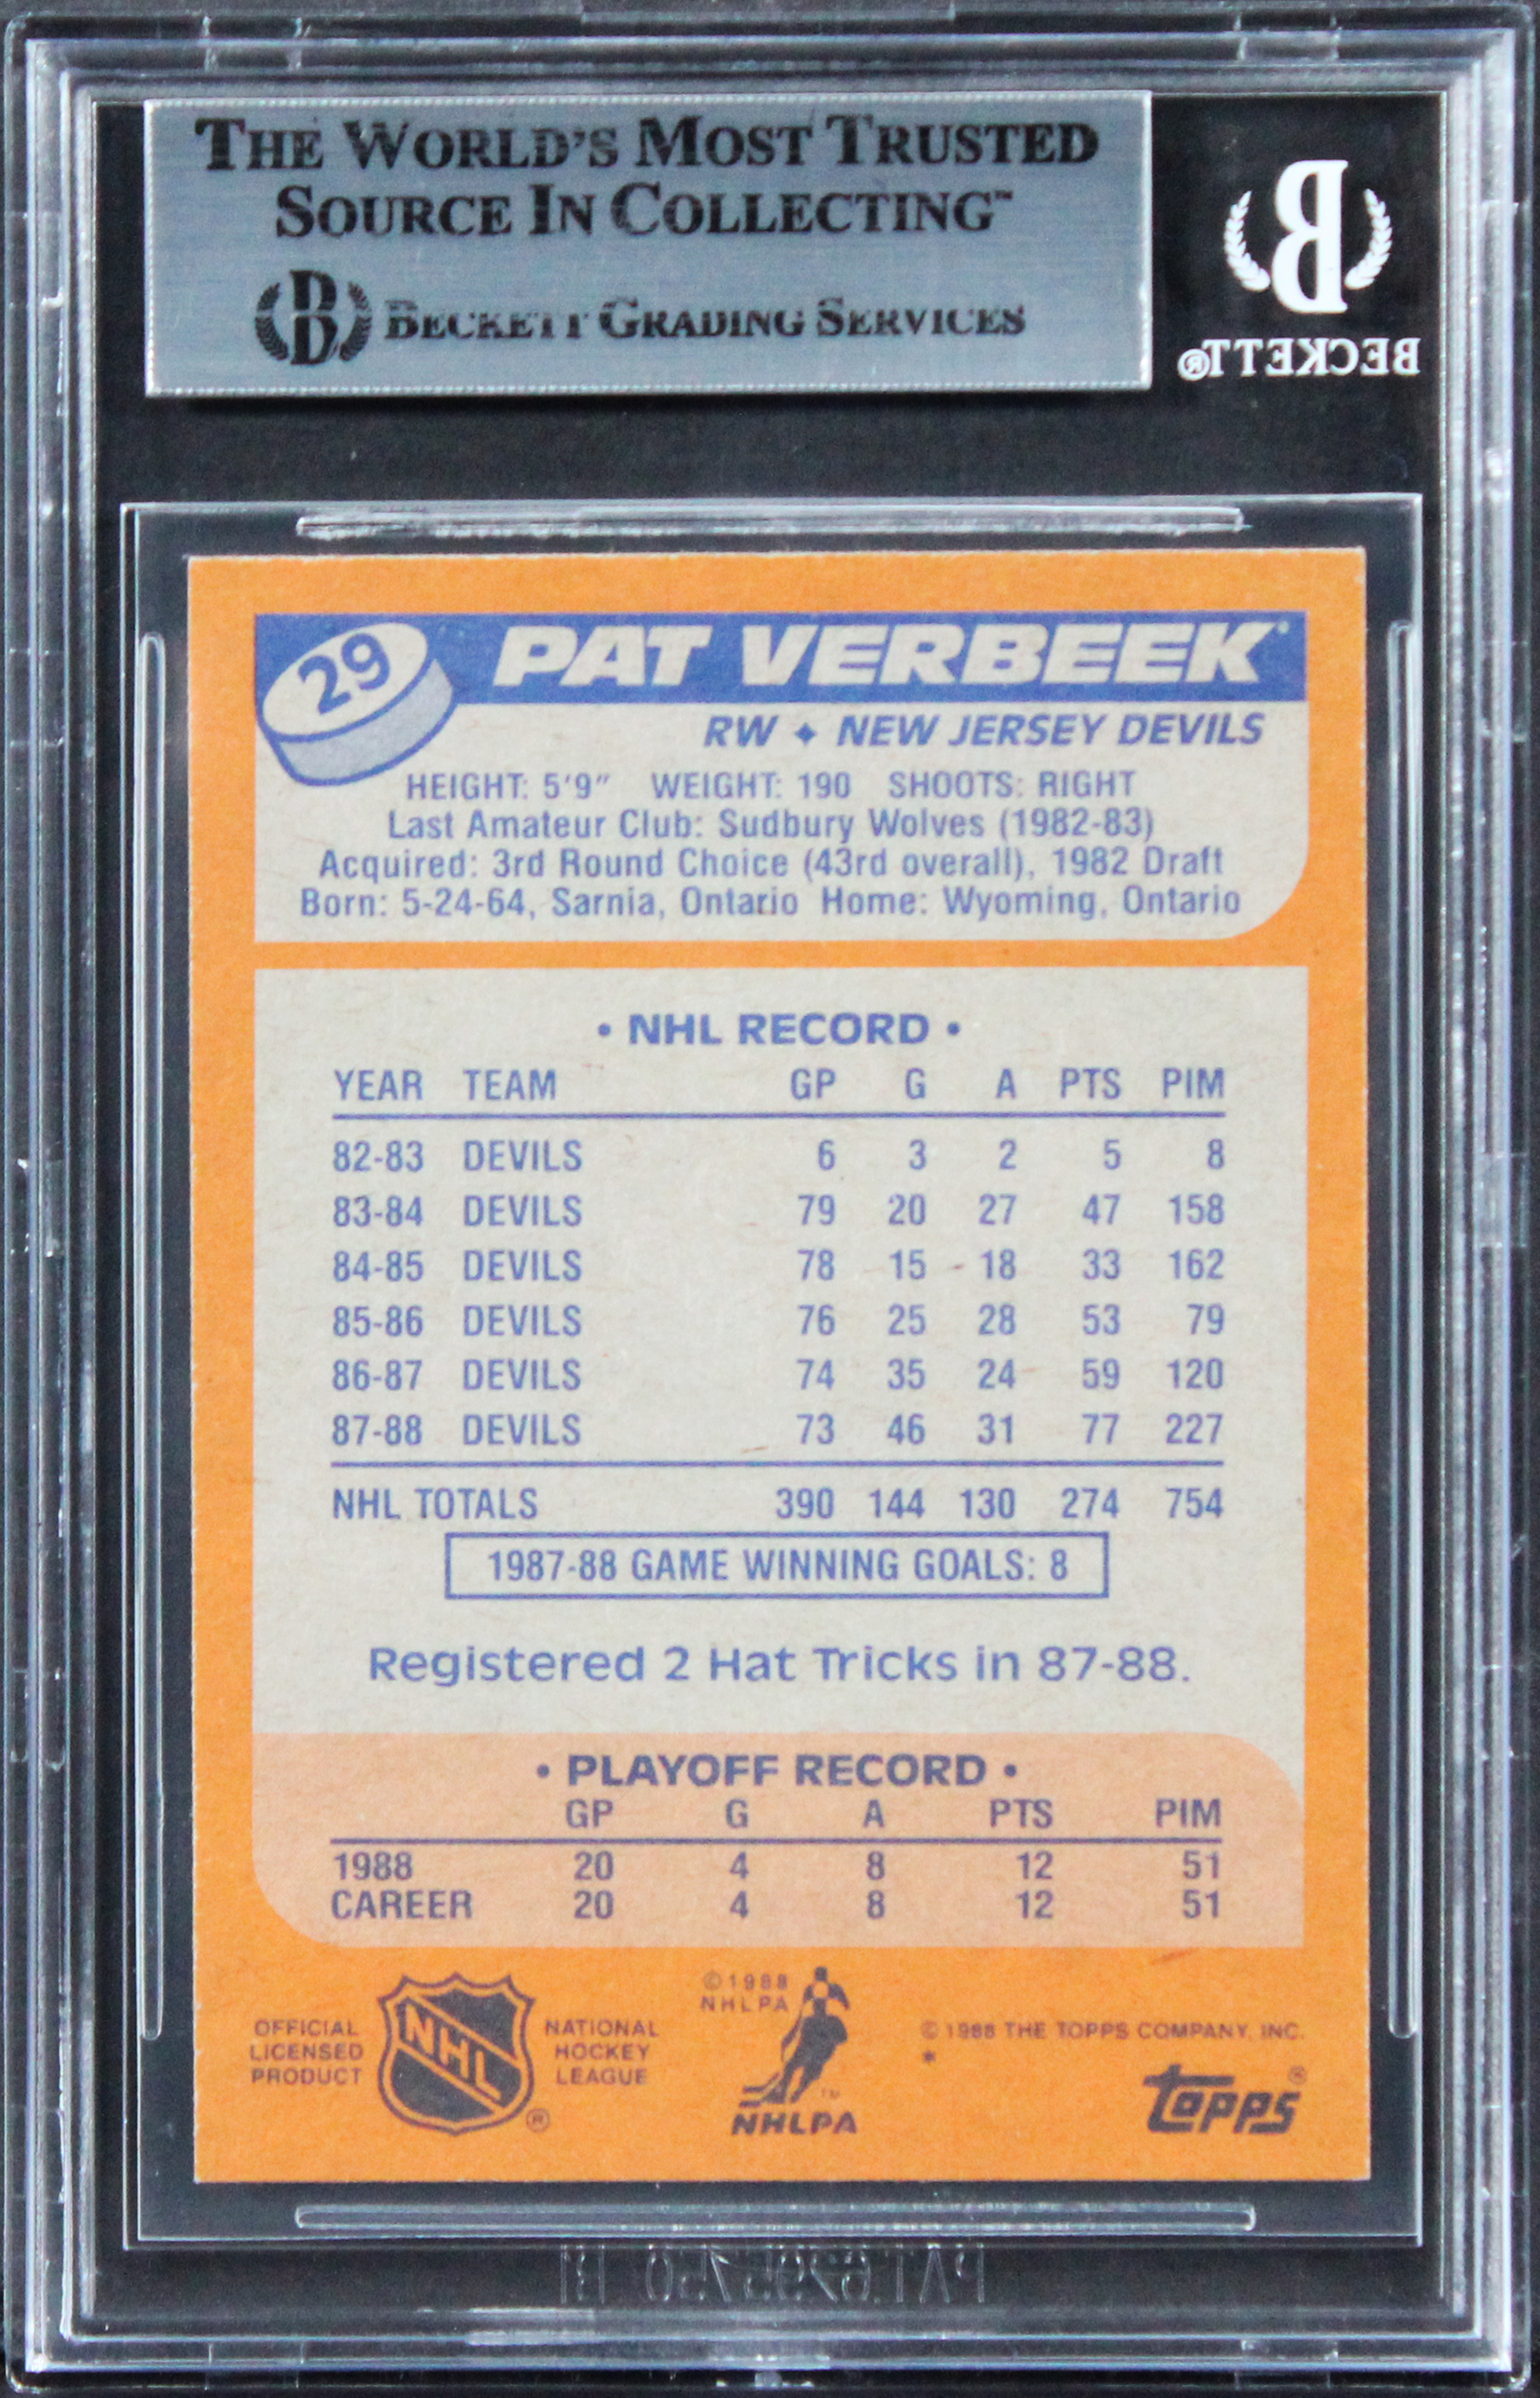 THE WORLD'S MOST TRUSTED
SOURCE IN COLLECTING™
B BECKETT GRADING SERVICES
B
BECKETT®
29
PAT VERBEEK
RW ♦ NEW JERSEY DEVILS
HEIGHT: 5'9" WEIGHT: 190 SHOOTS: RIGHT
Last Amateur Club: Sudbury Wolves (1982-83)
Acquired: 3rd Round Choice (43rd overall), 1982 Draft
Born: 5-24-64, Sarnia, Ontario Home: Wyoming, Ontario
• NHL RECORD •
YEAR TEAM GP G A PTS PIM
82-83 DEVILS 6 3 2 5 8
83-84 DEVILS 79 20 27 47 158
84-85 DEVILS 78 15 18 33 162
85-86 DEVILS 76 25 28 53 79
86-87 DEVILS 74 35 24 59 120
87-88 DEVILS 73 46 31 77 227
NHL TOTALS 390 144 130 274 754
1987-88 GAME WINNING GOALS: 8
Registered 2 Hat Tricks in 87-88.
• PLAYOFF RECORD •
GP G A PTS PIM
1988 20 4 8 12 51
CAREER 20 4 8 12 51
OFFICIAL
LICENSED
PRODUCT
NHL
®
NATIONAL
HOCKEY
LEAGUE
©1988
NHLPA
™
NHLPA
© 1988 THE TOPPS COMPANY, INC.
*
topps®